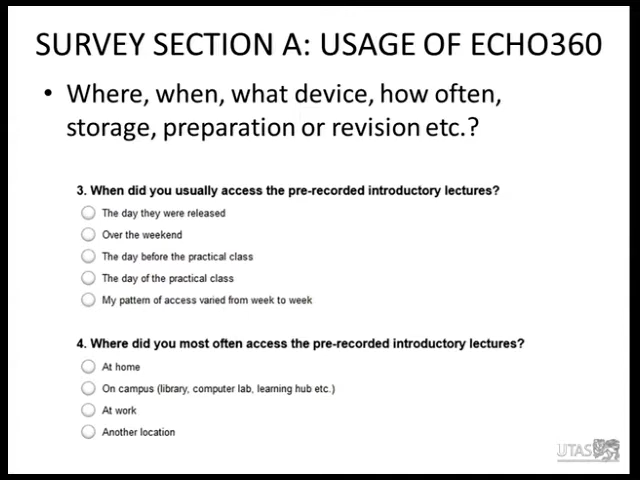 SURVEY SECTION A: USAGE OF ECHO360
• Where, when, what device, how often,
storage, preparation or revision etc.?
3. When did you usually access the pre-recorded introductory lectures?
The day they were released
Over the weekend
The day before the practical class
The day of the practical class
My pattern of access varied from week to week
4. Where did you most often access the pre-recorded introductory lectures?
At home
On campus (library, computer lab, learning hub etc.)
At work
Another location
UTAS